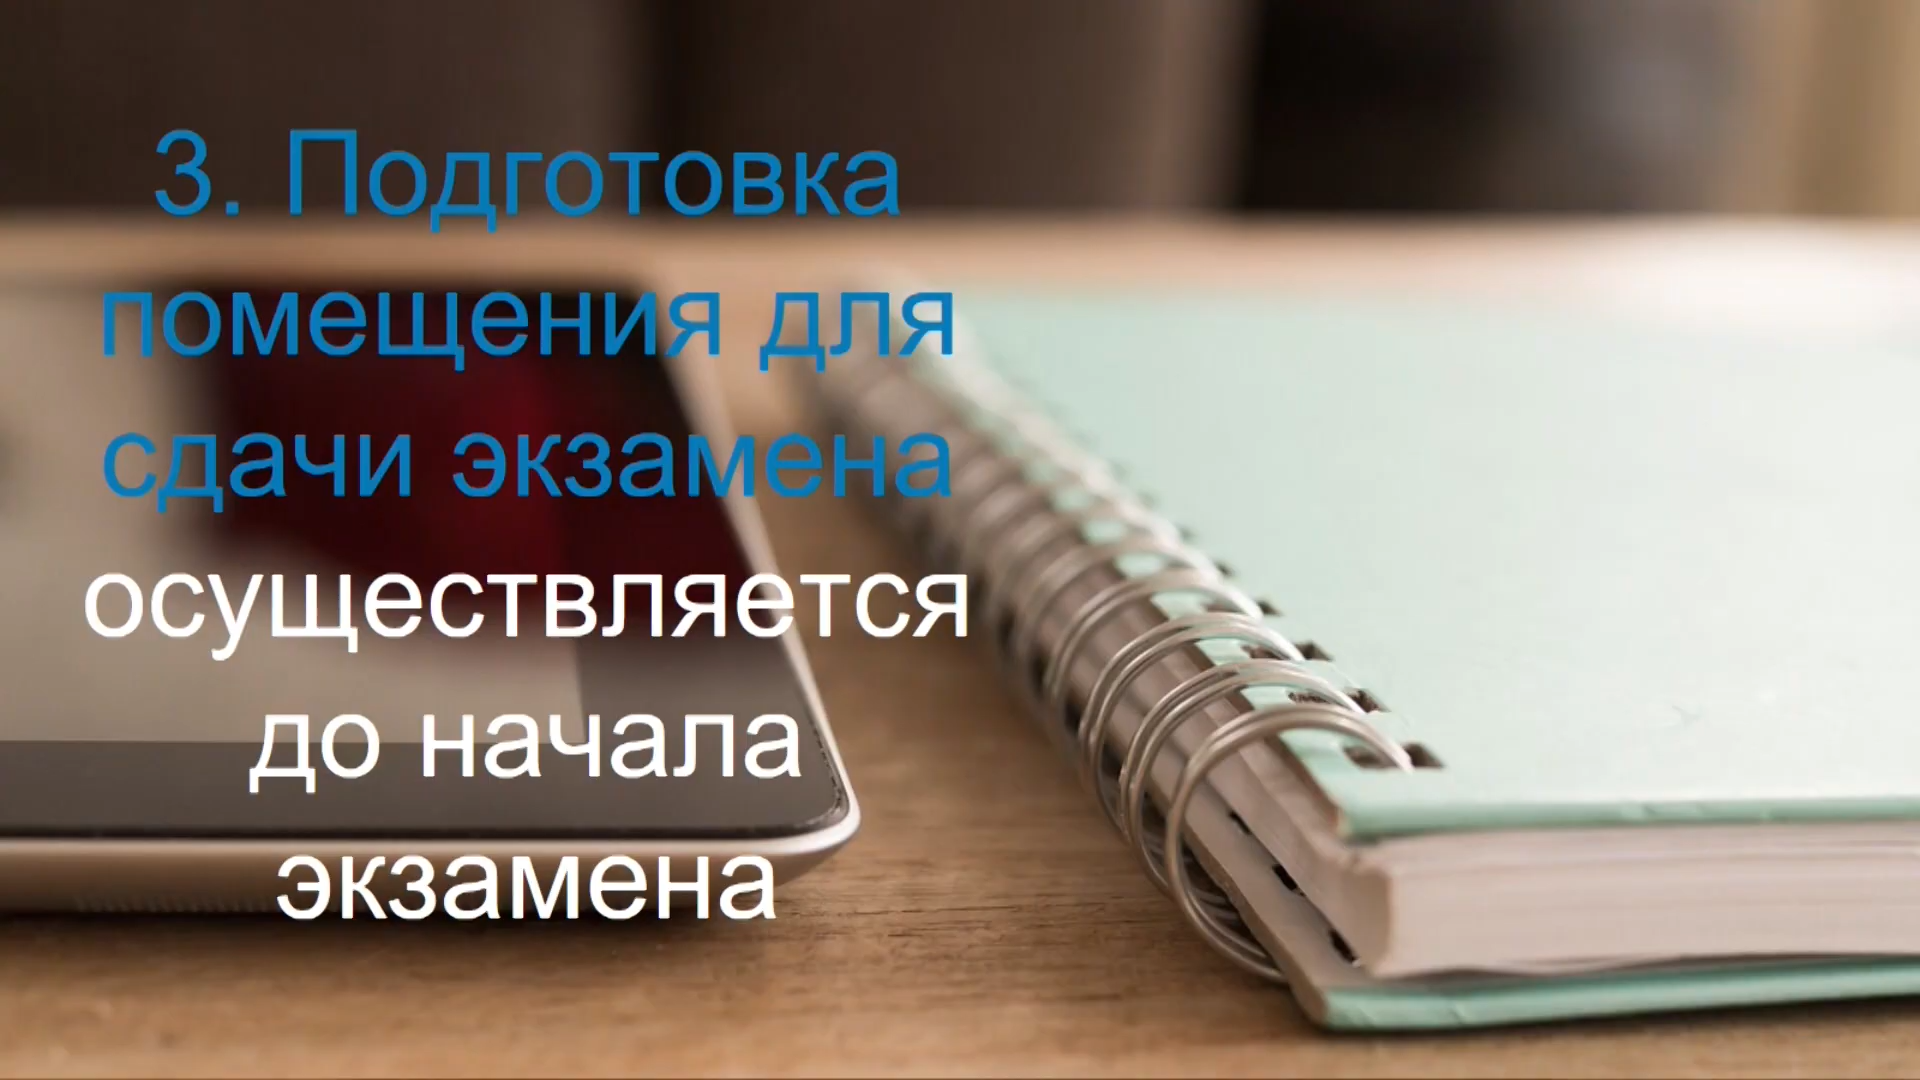 3. Подготовка
помещения для
сдачи экзамена
осуществляется
до начала
экзамена